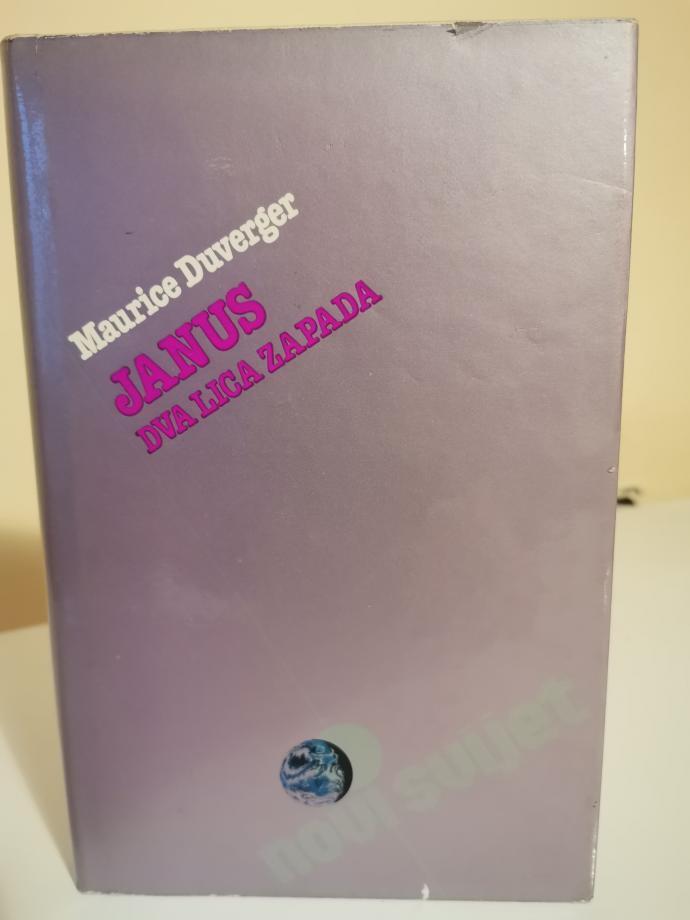 Maurice Duverger
JANUS
DVA LICA ZAPADA
novi svijet